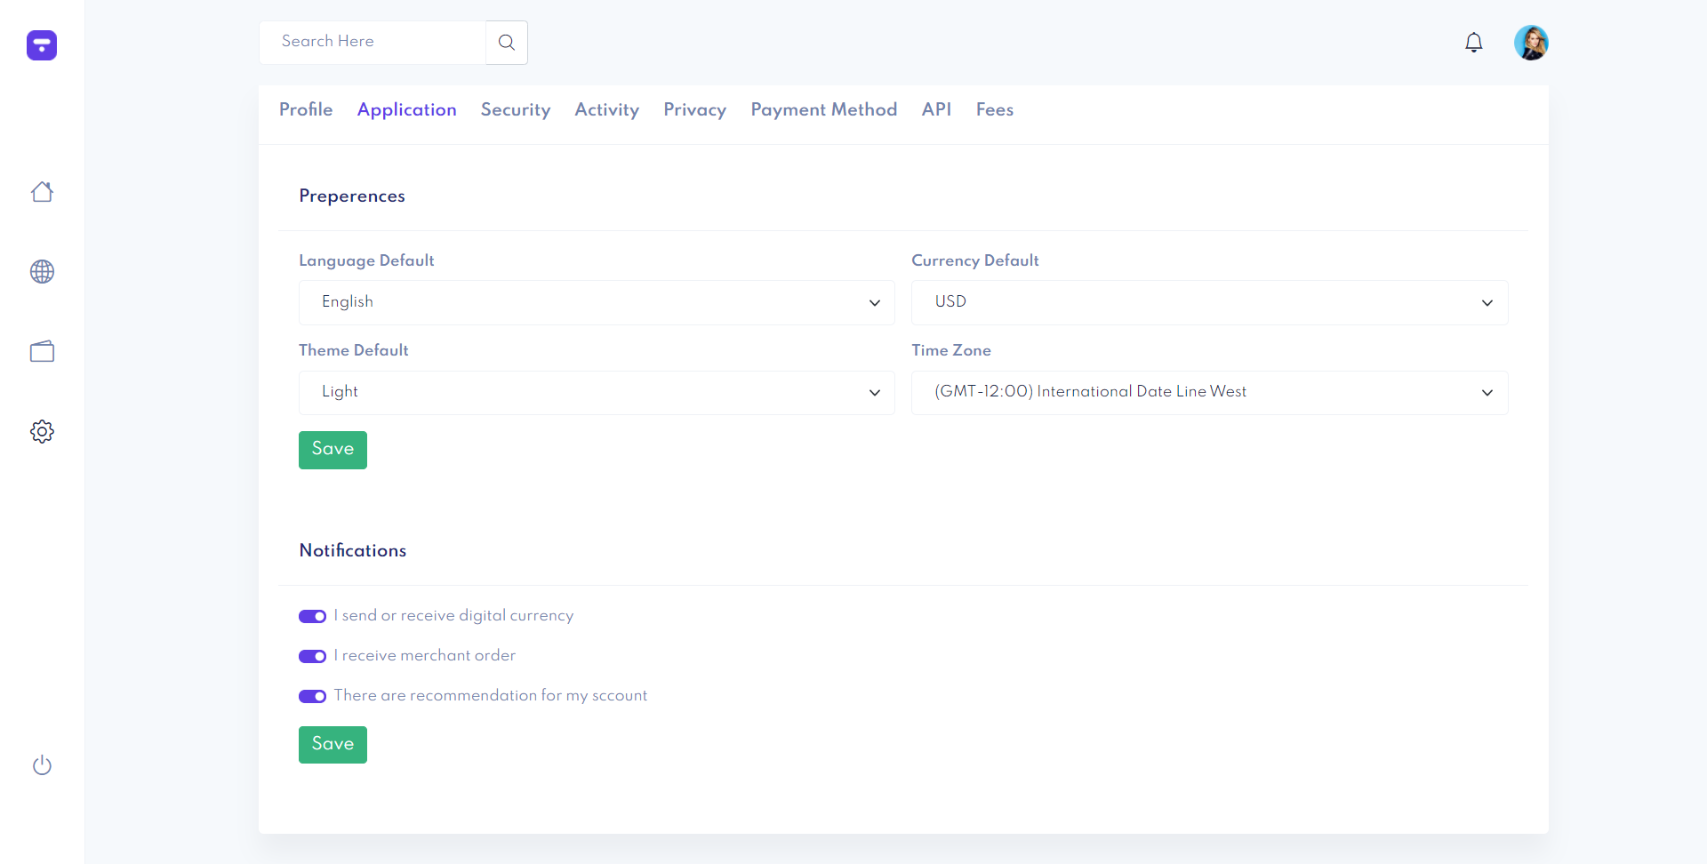 Search Here
Profile Application Security Activity Privacy Payment Method API Fees
Preperences
Language Default Currency Default
English USD
Theme Default Time Zone
Light (GMT-12:00) International Date Line West
Save
Notifications
I send or receive digital currency
I receive merchant order
There are recommendation for my sccount
Save